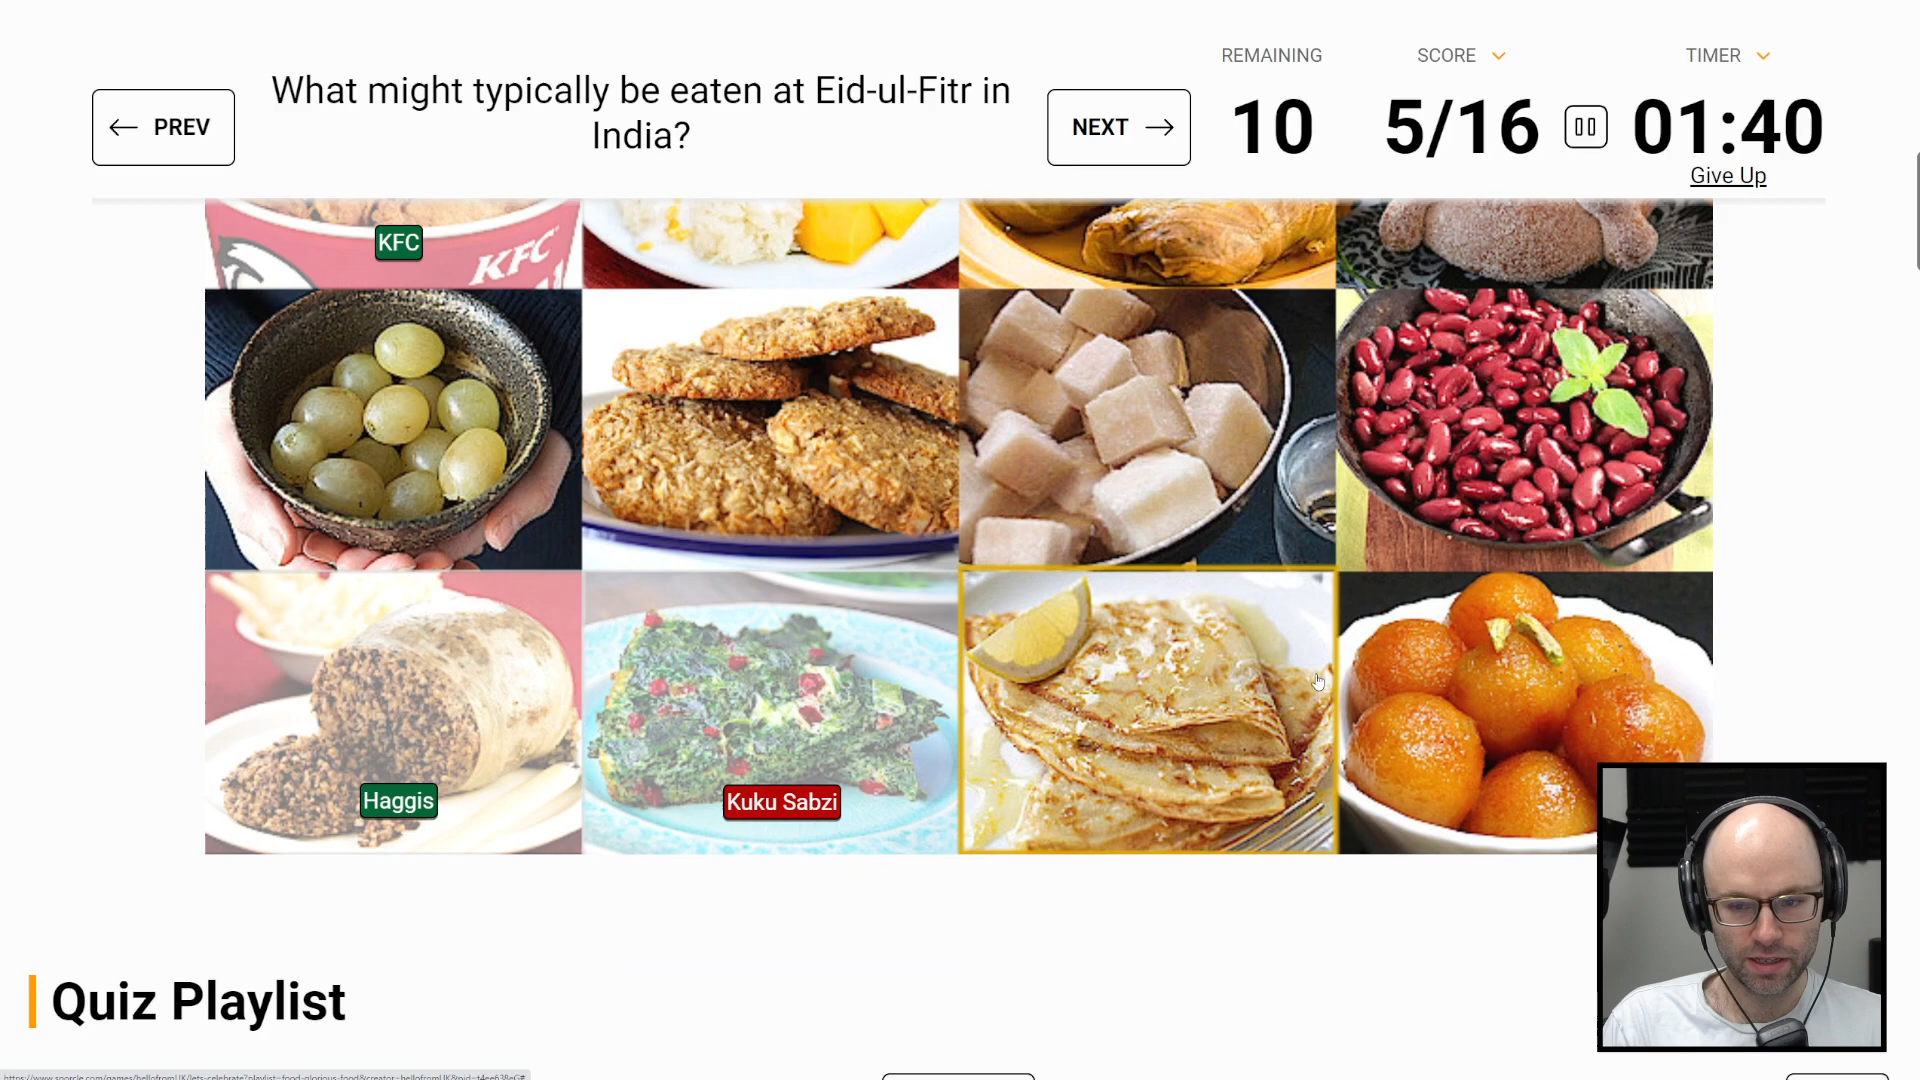 REMAINING
SCORE
TIMER
What might typically be eaten at Eid-ul-Fitr in
India?
PREV
NEXT
10
5/16
01:40
Give Up
KFC
KFC
Haggis
Kuku Sabzi
Quiz Playlist